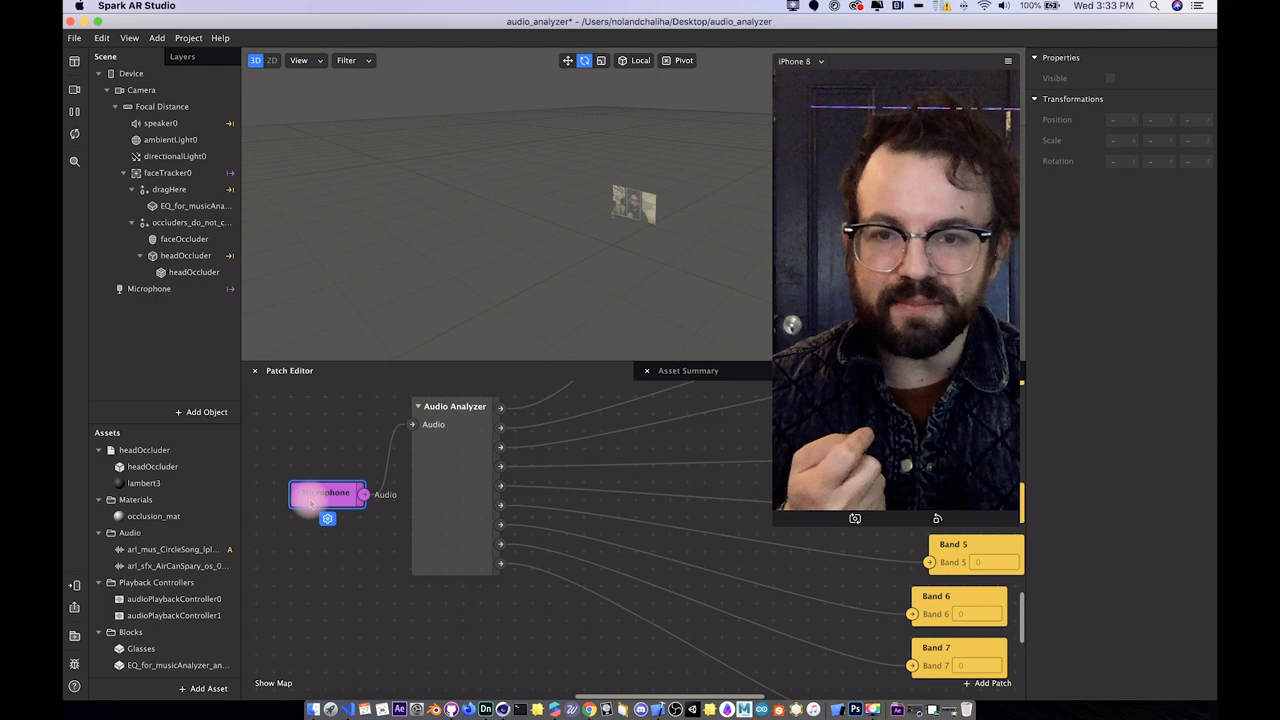 Spark AR Studio
100%
Wed 3:33 PM
audio_analyzer* - /Users/nolandchaliha/Desktop/audio_analyzer
File Edit View Add Project Help
Scene
Layers
Device
Camera
Focal Distance
speaker0
ambientLight0
directionalLight0
faceTracker0
dragHere
EQ_for_musicAna...
occluders_do_not_c...
faceOccluder
headOccluder
headOccluder
Microphone
+ Add Object
Assets
headOccluder
headOccluder
lambert3
Materials
occlusion_mat
Audio
arl_mus_CircleSong_lpl... A
arl_sfx_AirCanSpary_os_0...
Playback Controllers
audioPlaybackController0
audioPlaybackController1
Blocks
Glasses
EQ_for_musicAnalyzer_an...
+ Add Asset
3D 2D View Filter Local Pivot
iPhone 8
Properties
Visible
Transformations
Position - - -
Scale - - -
Rotation - - -
Patch Editor
Asset Summary
Audio Analyzer
Audio
Microphone
Audio
Band 5
Band 5 0
Band 6
Band 6 0
Band 7
Band 7 0
Show Map
+ Add Patch